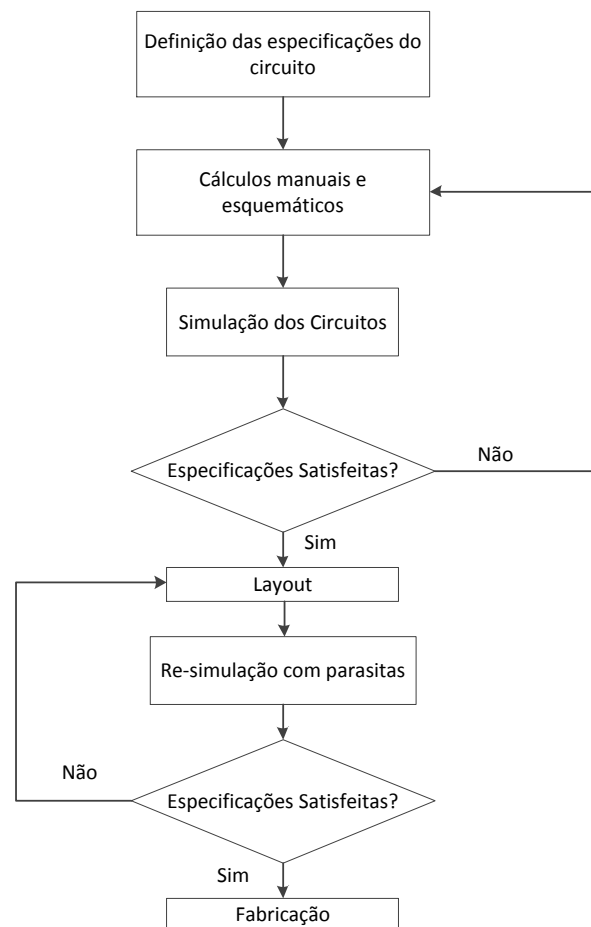 Definição das especificações do
circuito
Cálculos manuais e
esquemáticos
Simulação dos Circuitos
Especificações Satisfeitas?
Não
Sim
Layout
Re-simulação com parasitas
Não
Especificações Satisfeitas?
Sim
Fabricação